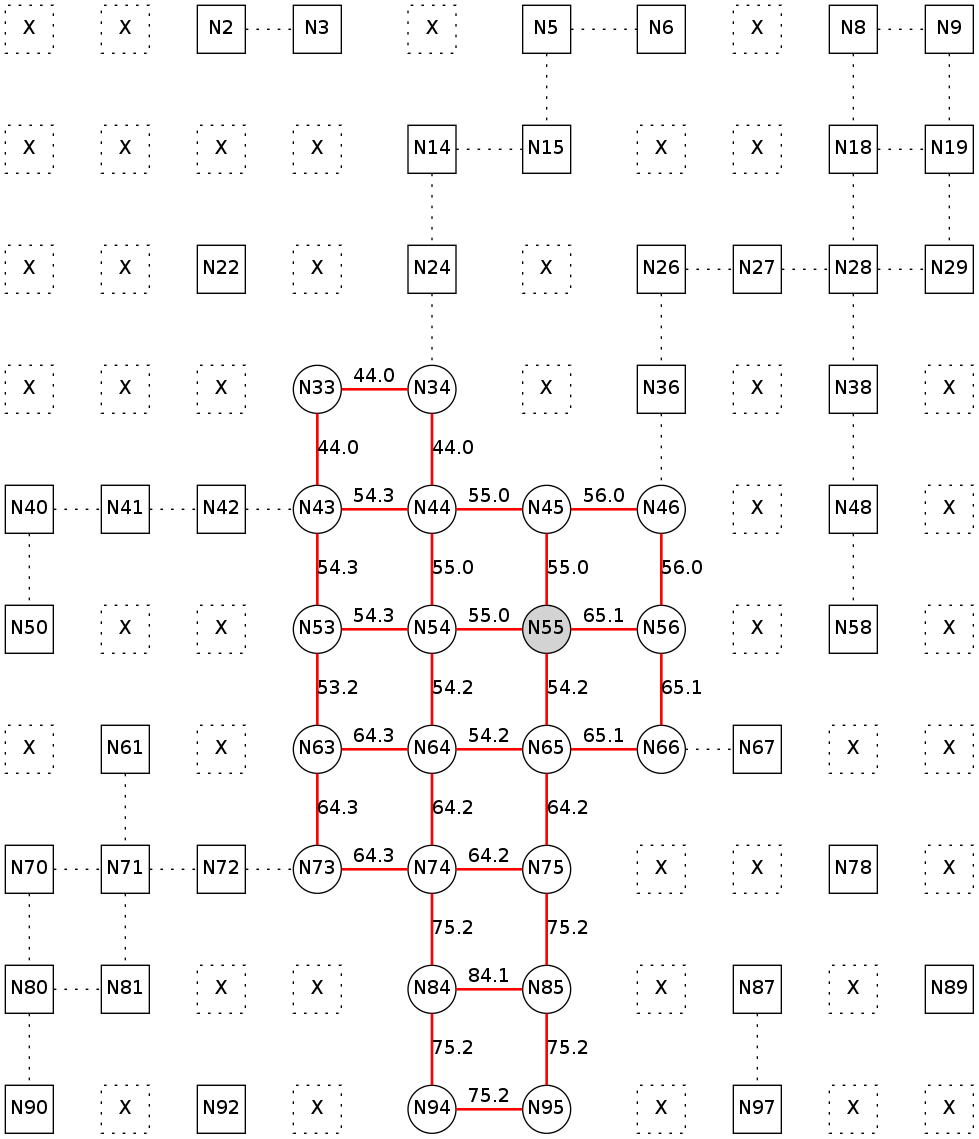 X X N2 N3 X N5 N6 X N8 N9
X X X X N14 N15 X X N18 N19
X X N22 X N24 X N26 N27 N28 N29
44.0
X X X N33 N34 X N36 X N38 X
44.0 44.0
54.3 55.0 56.0
N40 N41 N42 N43 N44 N45 N46 X N48 X
54.3 55.0 55.0 56.0
54.3 55.0 65.1
N50 X X N53 N54 N55 N56 X N58 X
53.2 54.2 54.2 65.1
64.3 54.2 65.1
X N61 X N63 N64 N65 N66 N67 X X
64.3 64.2 64.2
64.3 64.2
N70 N71 N72 N73 N74 N75 X X N78 X
75.2 75.2
84.1
N80 N81 X X N84 N85 X N87 X N89
75.2 75.2
75.2
N90 X N92 X N94 N95 X N97 X X